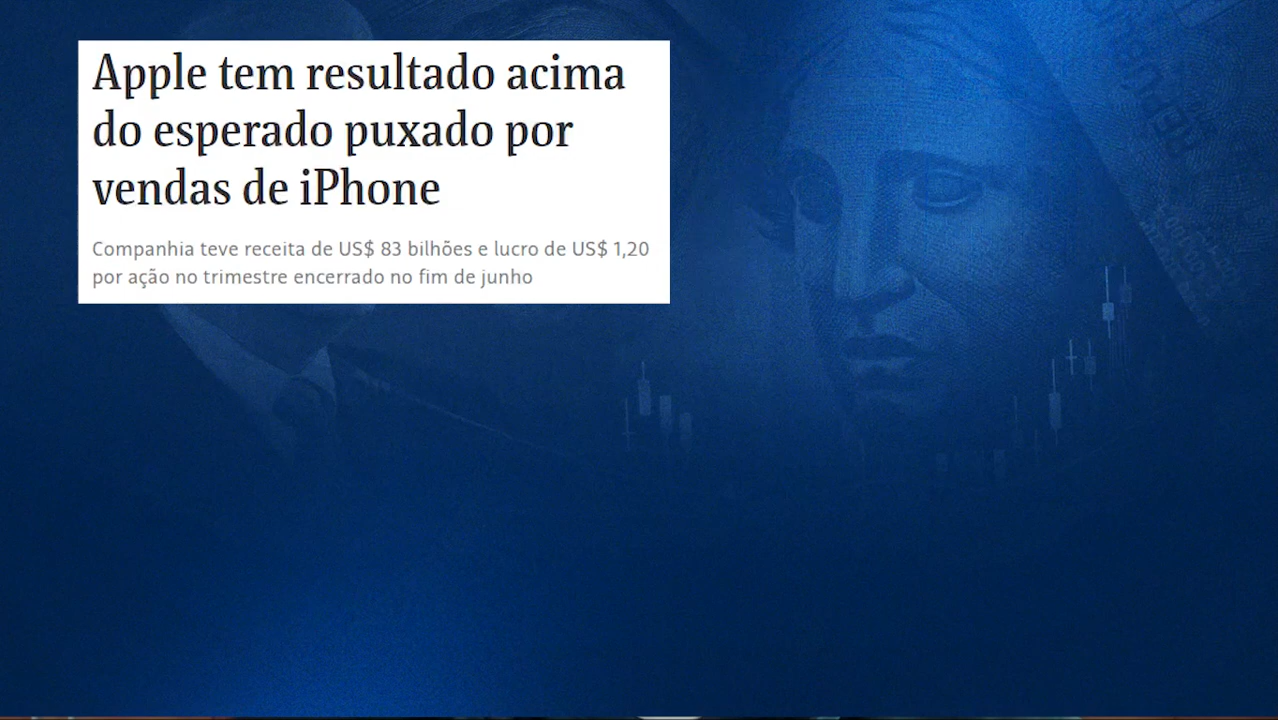 Apple tem resultado acima
do esperado puxado por
vendas de iPhone
Companhia teve receita de US$ 83 bilhões e lucro de US$ 1,20
por ação no trimestre encerrado no fim de junho